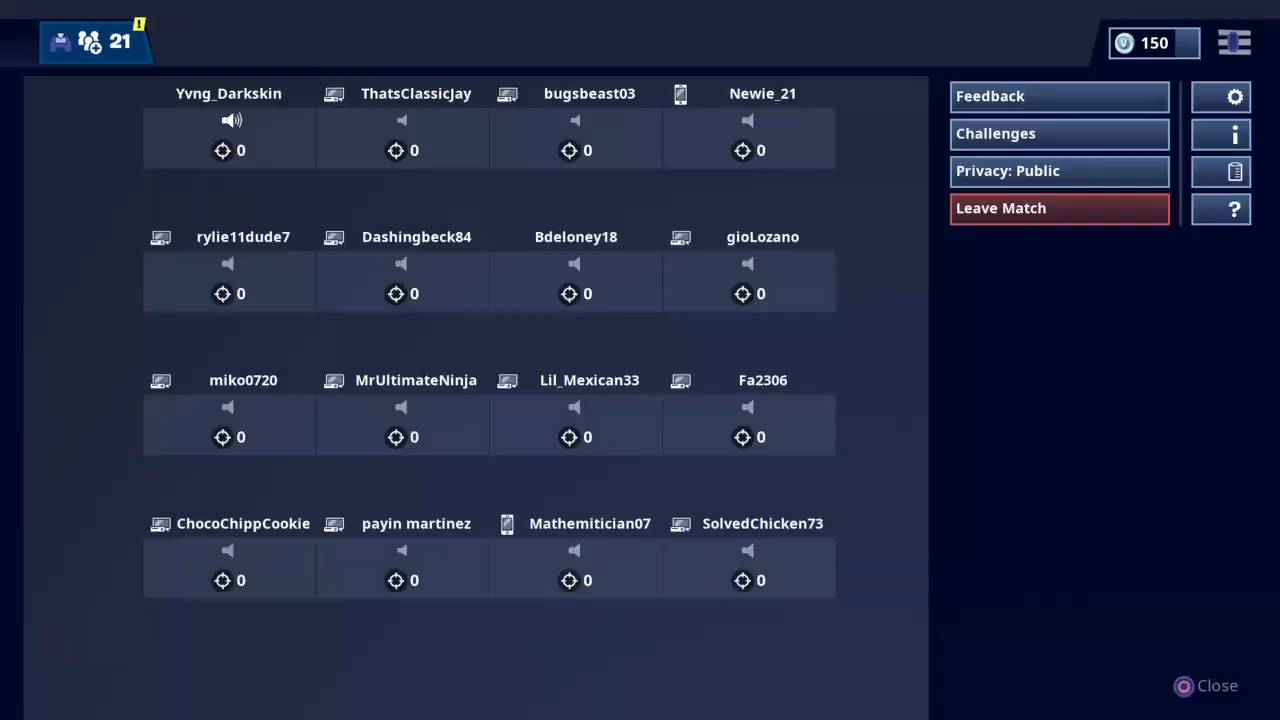 ! 21
150
Yvng_Darkskin ThatsClassicJay bugsbeast03 Newie_21
0 0 0 0
rylie11dude7 Dashingbeck84 Bdeloney18 gioLozano
0 0 0 0
miko0720 MrUltimateNinja Lil_Mexican33 Fa2306
0 0 0 0
ChocoChippCookie payin martinez Mathemitician07 SolvedChicken73
0 0 0 0
Feedback
Challenges i
Privacy: Public
Leave Match ?
Close